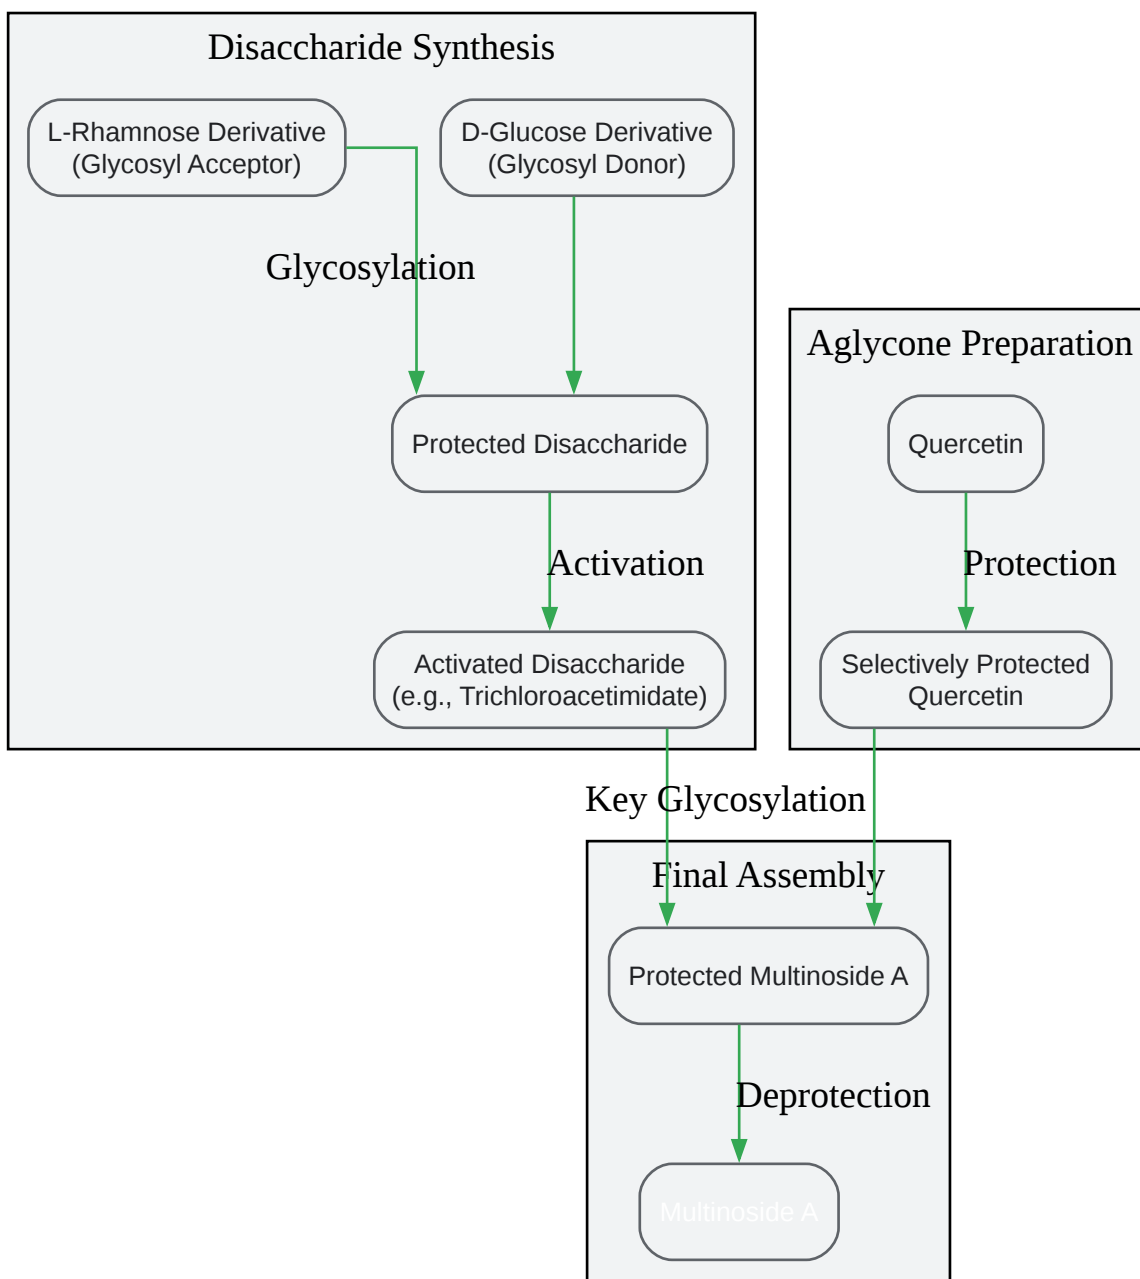 Disaccharide Synthesis
L-Rhamnose Derivative
(Glycosyl Acceptor)
D-Glucose Derivative
(Glycosyl Donor)
Glycosylation
Aglycone Preparation
Protected Disaccharide
Quercetin
Activation
Protection
Activated Disaccharide
(e.g., Trichloroacetimidate)
Selectively Protected
Quercetin
Key Glycosylation
Final Assembly
Protected Multinoside A
Deprotection
Multinoside A